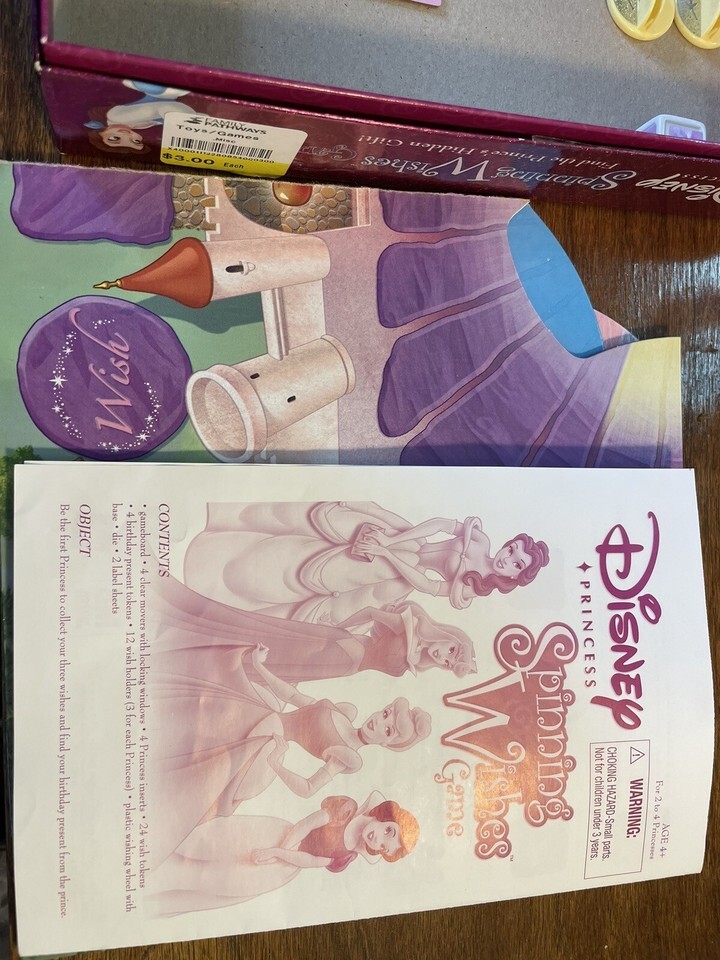 FAMILY
PATHWAYS
Toys/Games
Misc
$3.00 Each
DISNEY
Spinning Wishes Game
Find the Prince's Hidden Gift!
Wish
DISNEY
PRINCESS
Spinning
Wishes™
Game
AGE 4+
For 2 to 4 Princesses
WARNING:
CHOKING HAZARD-Small parts.
Not for children under 3 years.
CONTENTS
• gameboard • 4 clear movers with locking windows • 4 Princess inserts • 24 wish tokens
• 4 birthday present tokens • 12 wish holders (3 for each Princess) • plastic wishing wheel with
base • die • 2 label sheets
OBJECT
Be the first Princess to collect your three wishes and find your birthday present from the prince.